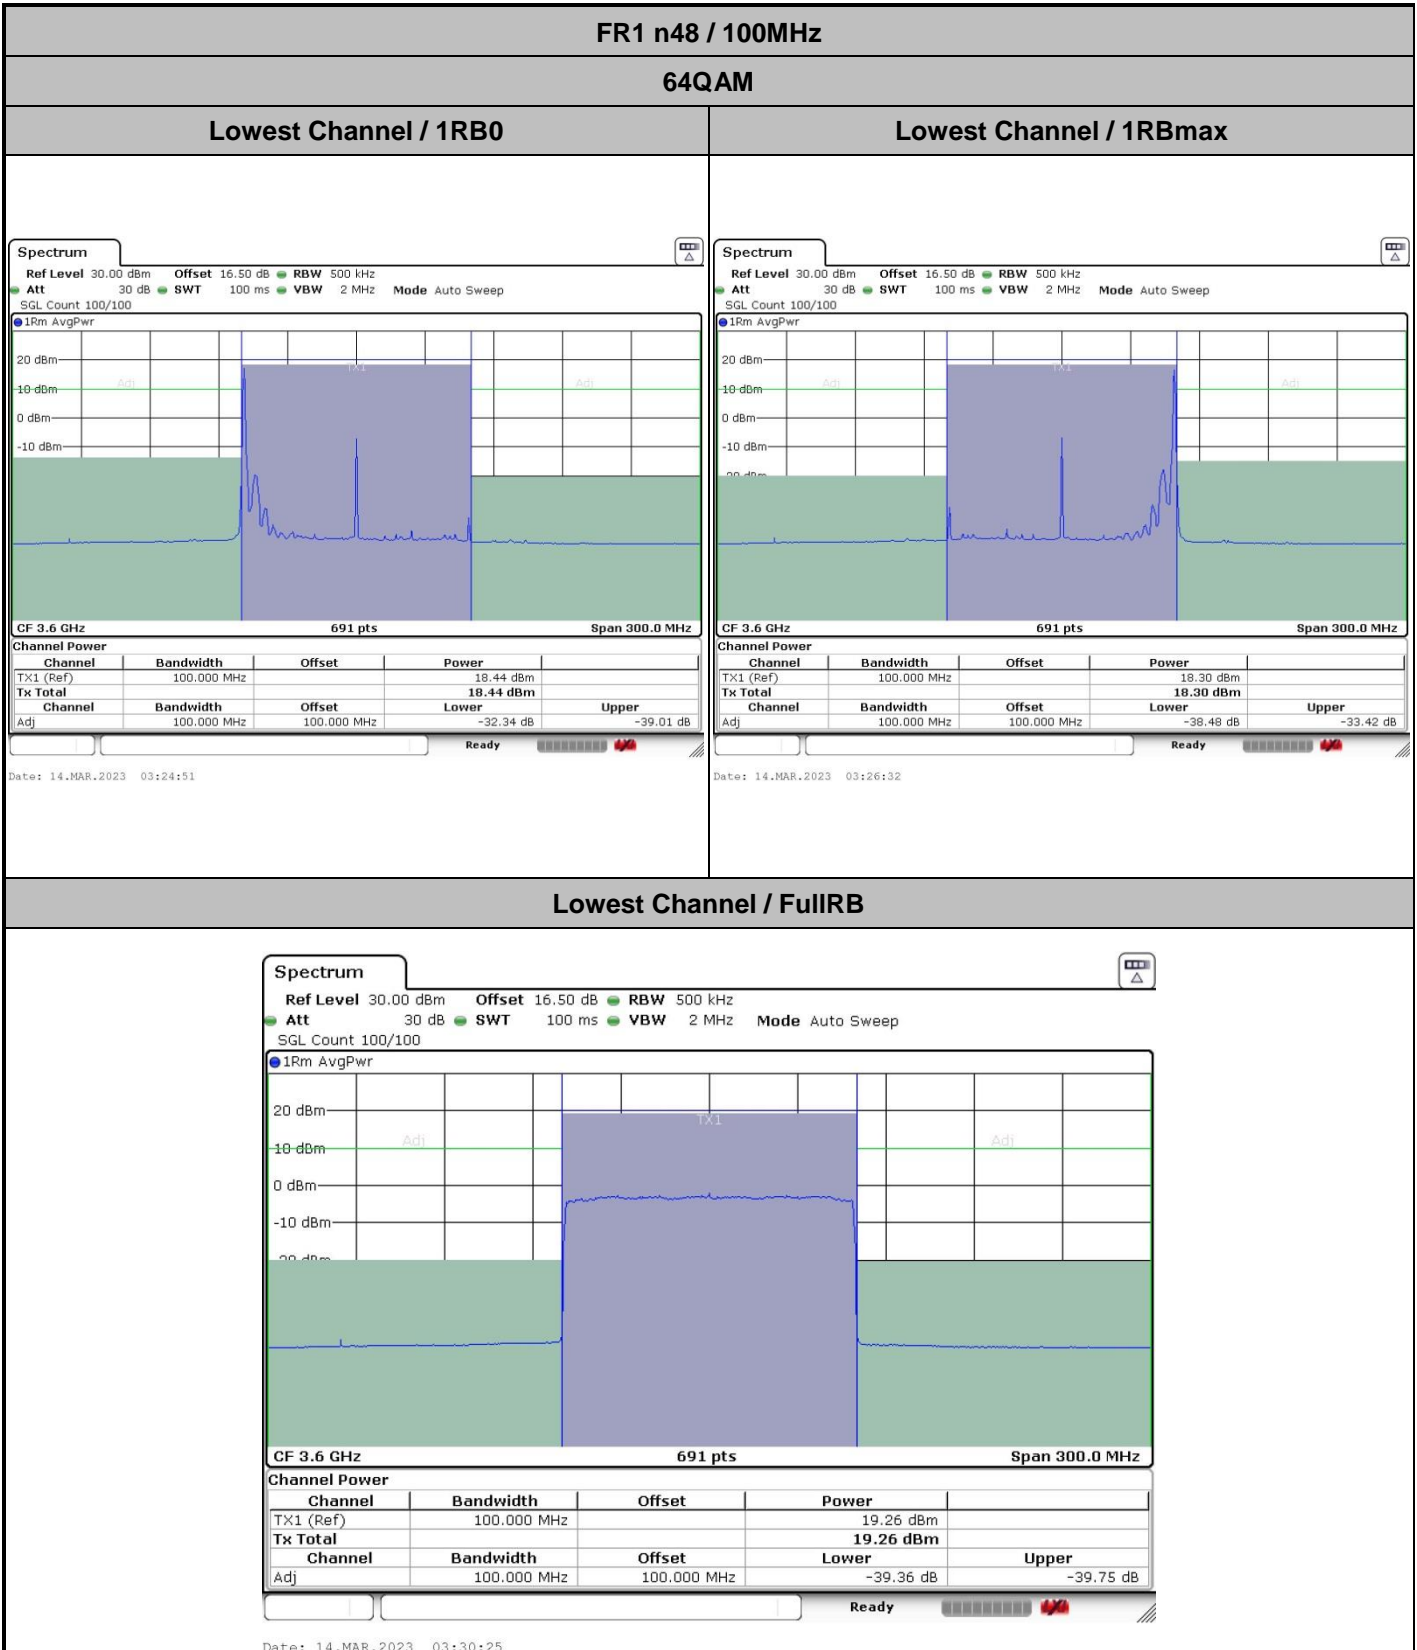 FR1 n48 / 100MHz
64QAM
Lowest Channel / 1RB0
Lowest Channel / 1RBmax
Spectrum
Ref Level 30.00 dBm Offset 16.50 dB RBW 500 kHz
Att 30 dB SWT 100 ms VBW 2 MHz Mode Auto Sweep
SGL Count 100/100
1Rm AvgPwr
20 dBm
TX1
10 dBm
Adj
Adj
0 dBm
-10 dBm
CF 3.6 GHz 691 pts Span 300.0 MHz
Channel Power
Channel Bandwidth Offset Power
TX1 (Ref) 100.000 MHz 18.44 dBm
Tx Total 18.44 dBm
Channel Bandwidth Offset Lower Upper
Adj 100.000 MHz 100.000 MHz -32.34 dB -39.01 dB
Ready
Date: 14.MAR.2023 03:24:51
Spectrum
Ref Level 30.00 dBm Offset 16.50 dB RBW 500 kHz
Att 30 dB SWT 100 ms VBW 2 MHz Mode Auto Sweep
SGL Count 100/100
1Rm AvgPwr
20 dBm
TX1
10 dBm
Adj
Adj
0 dBm
-10 dBm
-20 dBm
CF 3.6 GHz 691 pts Span 300.0 MHz
Channel Power
Channel Bandwidth Offset Power
TX1 (Ref) 100.000 MHz 18.30 dBm
Tx Total 18.30 dBm
Channel Bandwidth Offset Lower Upper
Adj 100.000 MHz 100.000 MHz -38.48 dB -33.42 dB
Ready
Date: 14.MAR.2023 03:26:32
Lowest Channel / FullRB
Spectrum
Ref Level 30.00 dBm Offset 16.50 dB RBW 500 kHz
Att 30 dB SWT 100 ms VBW 2 MHz Mode Auto Sweep
SGL Count 100/100
1Rm AvgPwr
20 dBm
TX1
10 dBm
Adj
Adj
0 dBm
-10 dBm
-20 dBm
CF 3.6 GHz 691 pts Span 300.0 MHz
Channel Power
Channel Bandwidth Offset Power
TX1 (Ref) 100.000 MHz 19.26 dBm
Tx Total 19.26 dBm
Channel Bandwidth Offset Lower Upper
Adj 100.000 MHz 100.000 MHz -39.36 dB -39.75 dB
Ready
Date: 14.MAR.2023 03:30:25